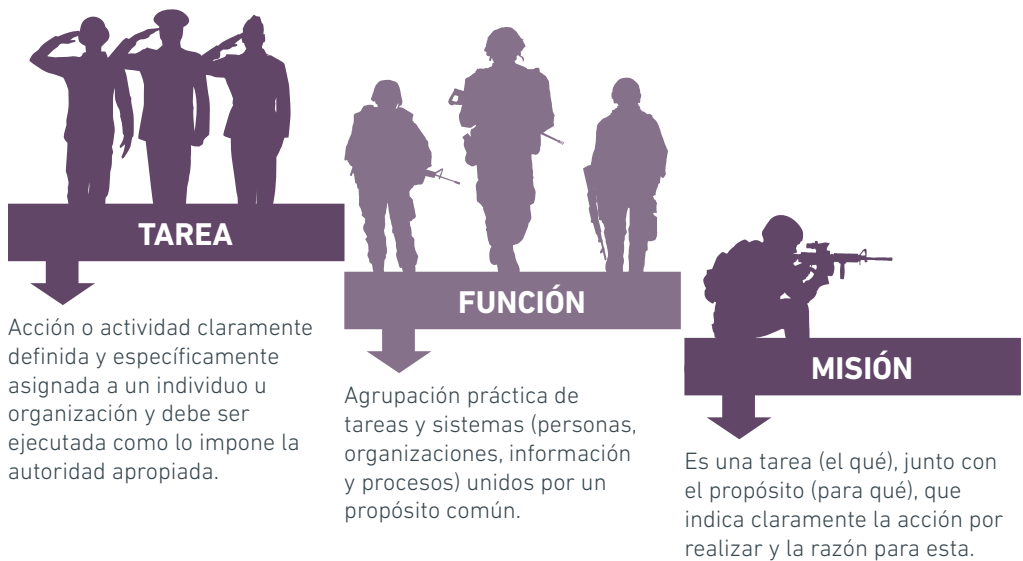 TAREA
Acción o actividad claramente
definida y específicamente
asignada a un individuo u
organización y debe ser
ejecutada como lo impone la
autoridad apropiada.
FUNCIÓN
Agrupación práctica de
tareas y sistemas (personas,
organizaciones, información
y procesos) unidos por un
propósito común.
MISIÓN
Es una tarea (el qué), junto con
el propósito (para qué), que
indica claramente la acción por
realizar y la razón para esta.